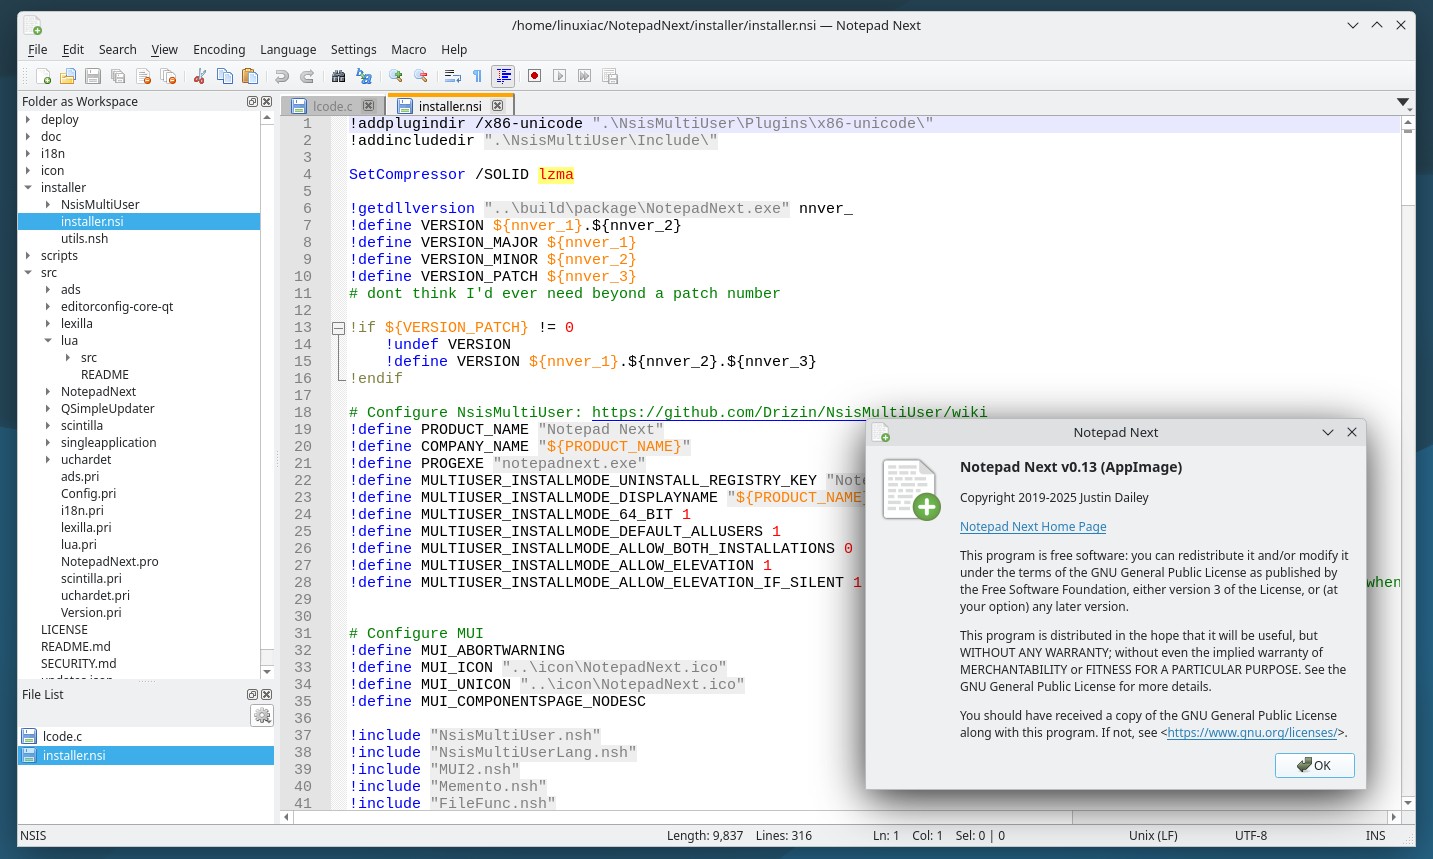 /home/linuxiac/NotepadNext/installer/installer.nsi — Notepad Next
File Edit Search View Encoding Language Settings Macro Help
Folder as Workspace
deploy
doc
i18n
icon
installer
NsisMultiUser
installer.nsi
utils.nsh
scripts
src
ads
editorconfig-core-qt
lexilla
lua
src
README
NotepadNext
QSimpleUpdater
scintilla
singleapplication
uchardet
ads.pri
Config.pri
i18n.pri
lexilla.pri
lua.pri
NotepadNext.pro
scintilla.pri
uchardet.pri
Version.pri
LICENSE
README.md
SECURITY.md
File List
lcode.c
installer.nsi
lcode.c installer.nsi
1 !addplugindir /x86-unicode ".\NsisMultiUser\Plugins\x86-unicode\"
2 !addincludedir ".\NsisMultiUser\Include\"
3
4 SetCompressor /SOLID lzma
5
6 !getdllversion "..\build\package\NotepadNext.exe" nnver_
7 !define VERSION ${nnver_1}.${nnver_2}
8 !define VERSION_MAJOR ${nnver_1}
9 !define VERSION_MINOR ${nnver_2}
10 !define VERSION_PATCH ${nnver_3}
11 # dont think I'd ever need beyond a patch number
12
13 !if ${VERSION_PATCH} != 0
14 !undef VERSION
15 !define VERSION ${nnver_1}.${nnver_2}.${nnver_3}
16 !endif
17
18 # Configure NsisMultiUser: https://github.com/Drizin/NsisMultiUser/wiki
19 !define PRODUCT_NAME "Notepad Next"
20 !define COMPANY_NAME "${PRODUCT_NAME}"
21 !define PROGEXE "notepadnext.exe"
22 !define MULTIUSER_INSTALLMODE_UNINSTALL_REGISTRY_KEY "Note
23 !define MULTIUSER_INSTALLMODE_DISPLAYNAME "${PRODUCT_NAME
24 !define MULTIUSER_INSTALLMODE_64_BIT 1
25 !define MULTIUSER_INSTALLMODE_DEFAULT_ALLUSERS 1
26 !define MULTIUSER_INSTALLMODE_ALLOW_BOTH_INSTALLATIONS 0
27 !define MULTIUSER_INSTALLMODE_ALLOW_ELEVATION 1
28 !define MULTIUSER_INSTALLMODE_ALLOW_ELEVATION_IF_SILENT 1 when
29
30
31 # Configure MUI
32 !define MUI_ABORTWARNING
33 !define MUI_ICON "..\icon\NotepadNext.ico"
34 !define MUI_UNICON "..\icon\NotepadNext.ico"
35 !define MUI_COMPONENTSPAGE_NODESC
36
37 !include "NsisMultiUser.nsh"
38 !include "NsisMultiUserLang.nsh"
39 !include "MUI2.nsh"
40 !include "Memento.nsh"
41 !include "FileFunc.nsh"
Notepad Next
Notepad Next v0.13 (AppImage)
Copyright 2019-2025 Justin Dailey
Notepad Next Home Page
This program is free software: you can redistribute it and/or modify it
under the terms of the GNU General Public License as published by
the Free Software Foundation, either version 3 of the License, or (at
your option) any later version.
This program is distributed in the hope that it will be useful, but
WITHOUT ANY WARRANTY; without even the implied warranty of
MERCHANTABILITY or FITNESS FOR A PARTICULAR PURPOSE. See the
GNU General Public License for more details.
You should have received a copy of the GNU General Public License
along with this program. If not, see <https://www.gnu.org/licenses/>.
OK
NSIS Length: 9,837 Lines: 316 Ln: 1 Col: 1 Sel: 0 | 0 Unix (LF) UTF-8 INS